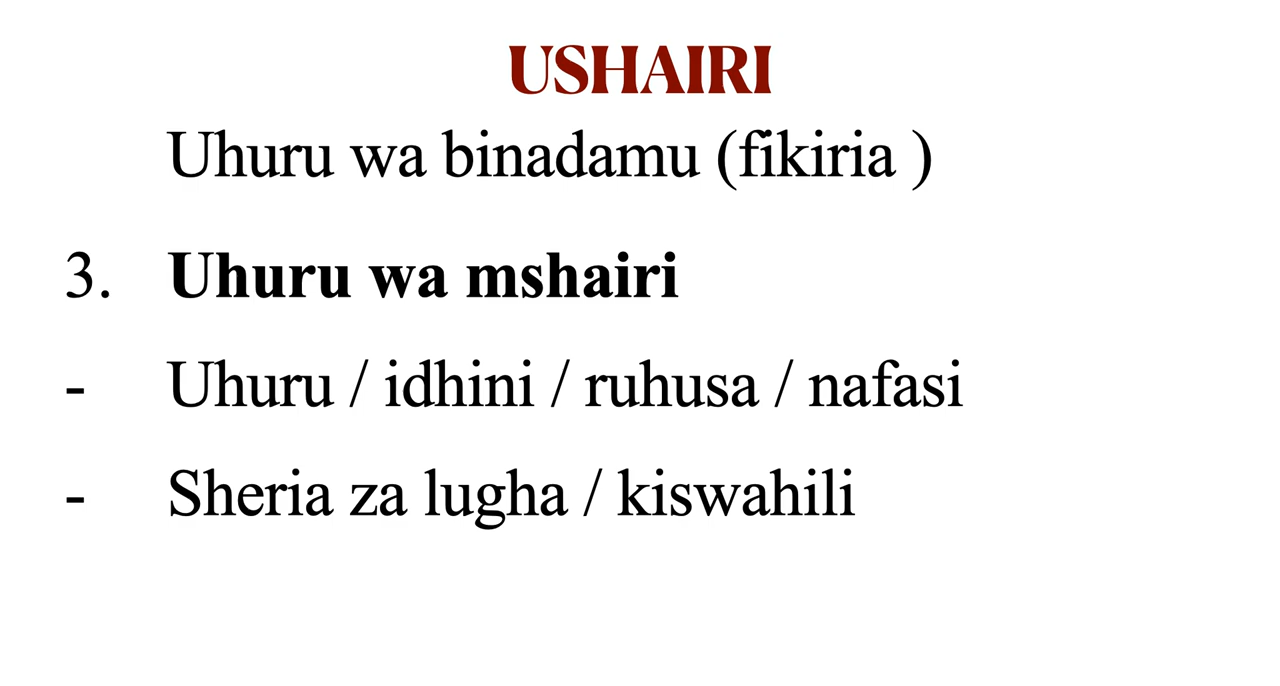 USHAIRI
Uhuru wa binadamu (fikiria )
3. Uhuru wa mshairi
- Uhuru / idhini / ruhusa / nafasi
- Sheria za lugha / kiswahili